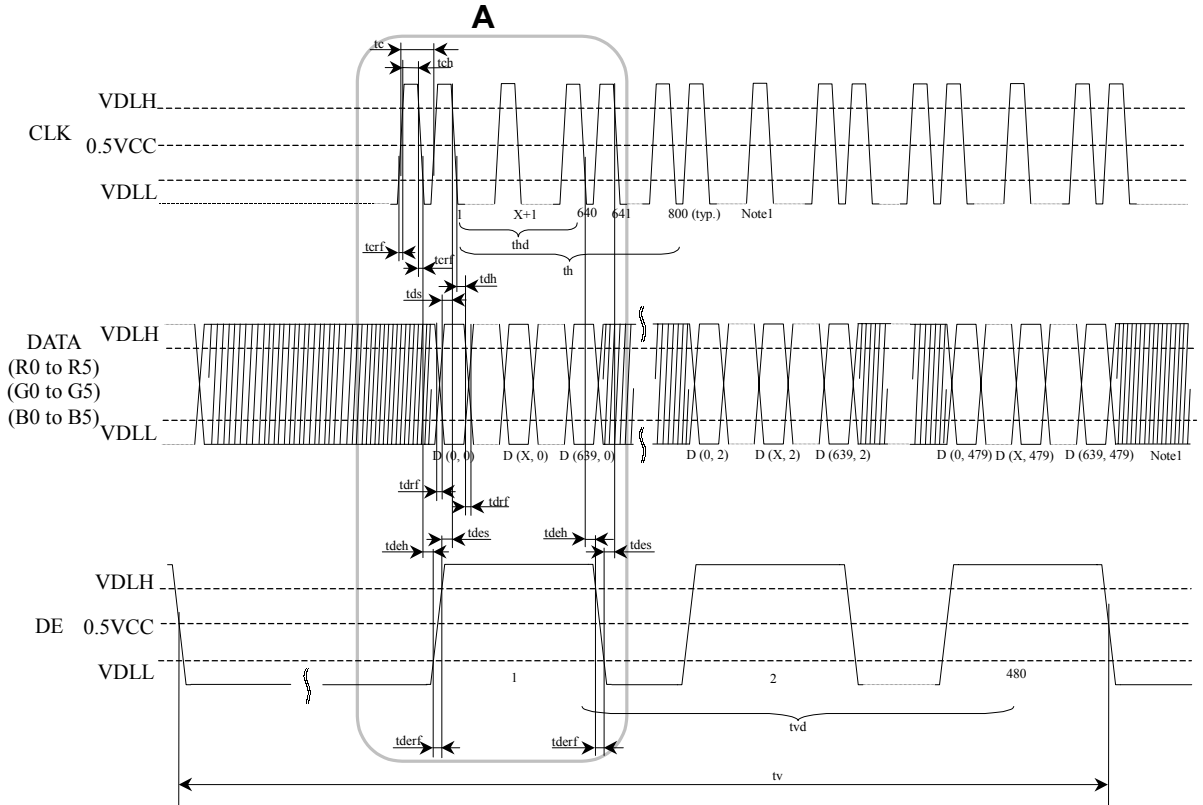 A
tc
tch
VDLH
CLK
0.5VCC
VDLL
1 X+1 640 641 800 (typ.) Note1
thd
th
tcrf
tcrf
tdh
tds
VDLH
DATA
(R0 to R5)
(G0 to G5)
(B0 to B5)
VDLL
D (0, 0) D (X, 0) D (639, 0) D (0, 2) D (X, 2) D (639, 2) D (0, 479) D (X, 479) D (639, 479) Note1
tdrf
tdrf
tdes
tdeh
tdeh
tdes
VDLH
DE
0.5VCC
VDLL
1 2 480
tvd
tderf
tderf
tv